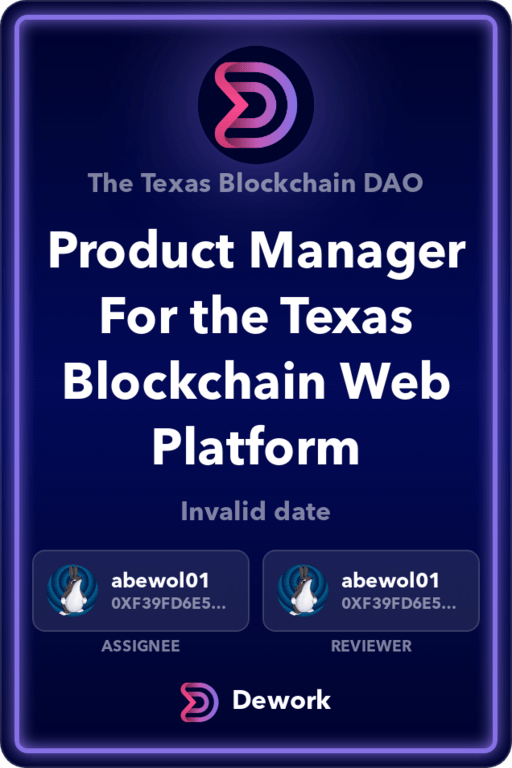 The Texas Blockchain DAO
Product Manager
For the Texas
Blockchain Web
Platform
Invalid date
abewol01
0XF39FD6E5...
ASSIGNEE
abewol01
0XF39FD6E5...
REVIEWER
Dework